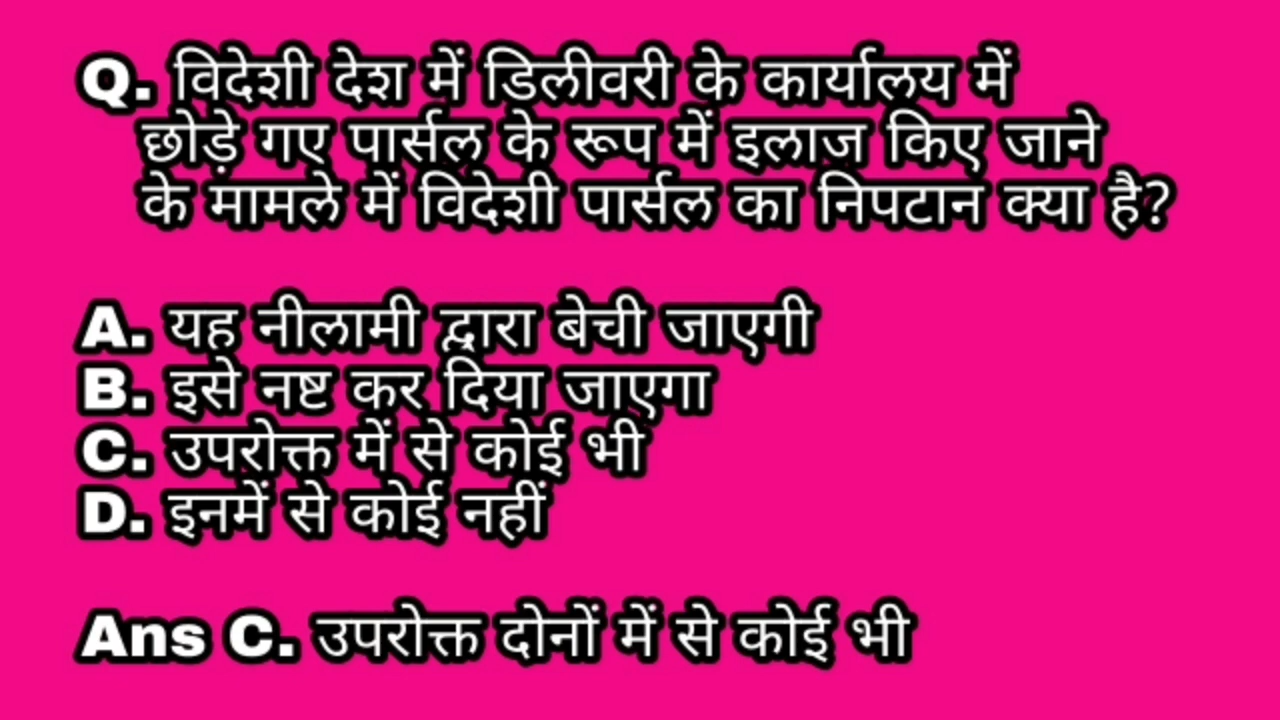 Q. विदेशी देश में डिलीवरी के कार्यालय में
छोड़े गए पार्सल के रूप में इलाज किए जाने
के मामले में विदेशी पार्सल का निपटान क्या है?
A. यह नीलामी द्वारा बेची जाएगी
B. इसे नष्ट कर दिया जाएगा
C. उपरोक्त में से कोई भी
D. इनमें से कोई नहीं
Ans C. उपरोक्त दोनों में से कोई भी